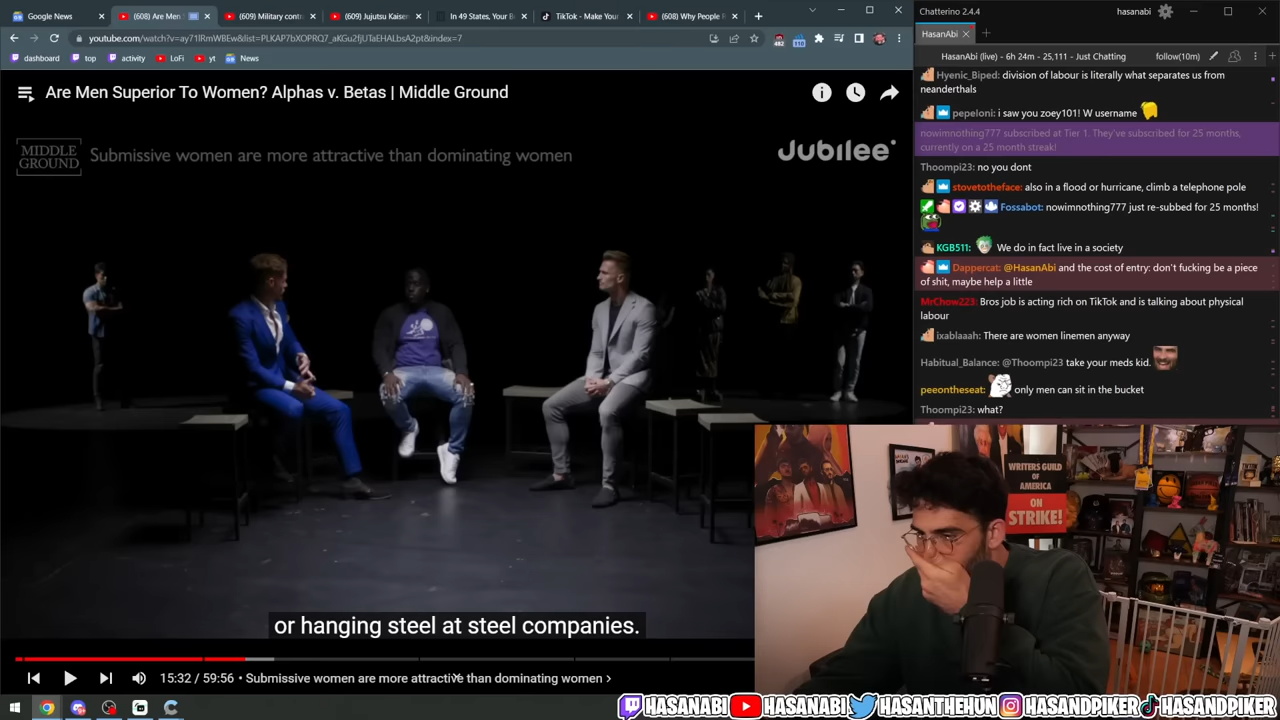 Google News
(608) Are Men
(609) Military contr
(609) Jujutsu Kaisen
In 49 States, Your B
TikTok - Make Your
(608) Why People R
youtube.com/watch?v=ay71lRmWBEw&list=PLKAP7bXOPRQ7_aKGu2fjUTaEHALbsA2pt&index=7
482
110
dashboard
top
activity
LoFi
yt
News
Are Men Superior To Women? Alphas v. Betas | Middle Ground
MIDDLE
GROUND
Submissive women are more attractive than dominating women
Jubilee
or hanging steel at steel companies.
15:32 / 59:56 • Submissive women are more attractive than dominating women
Chatterino 2.4.4
hasanabi
HasanAbi
HasanAbi (live) - 6h 24m - 25,111 - Just Chatting
follow(10m)
Hyenic_Biped: division of labour is literally what separates us from
neanderthals
pepeloni: i saw you zoey101! W username
nowimnothing777 subscribed at Tier 1. They've subscribed for 25 months,
currently on a 25 month streak!
Thoompi23: no you dont
stovetotheface: also in a flood or hurricane, climb a telephone pole
Fossabot: nowimnothing777 just re-subbed for 25 months!
KGB511: We do in fact live in a society
Dappercat: @HasanAbi and the cost of entry: don't fucking be a piece
of shit, maybe help a little
MrChow223: Bros job is acting rich on TikTok and is talking about physical
labour
ixablaaah: There are women linemen anyway
Habitual_Balance: @Thoompi23 take your meds kid.
peeontheseat: only men can sit in the bucket
Thoompi23: what?
WRITERS GUILD
OF
AMERICA
ON
STRIKE!
HASANABI
HASANABI
HASANTHEHUN
HASANDPIKER
HASANDPIKER